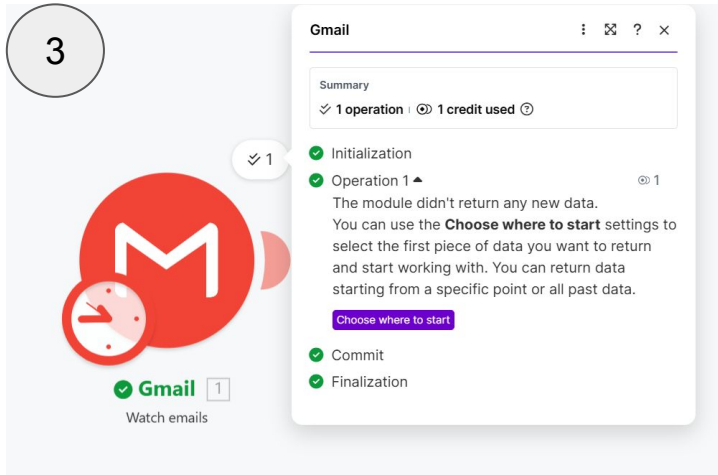 3
Gmail
?
Summary
1 operation
1 credit used
?
1
Initialization
Operation 1
1
The module didn't return any new data.
You can use the Choose where to start settings to
select the first piece of data you want to return
and start working with. You can return data
starting from a specific point or all past data.
Choose where to start
Commit
Finalization
Gmail 1
Watch emails